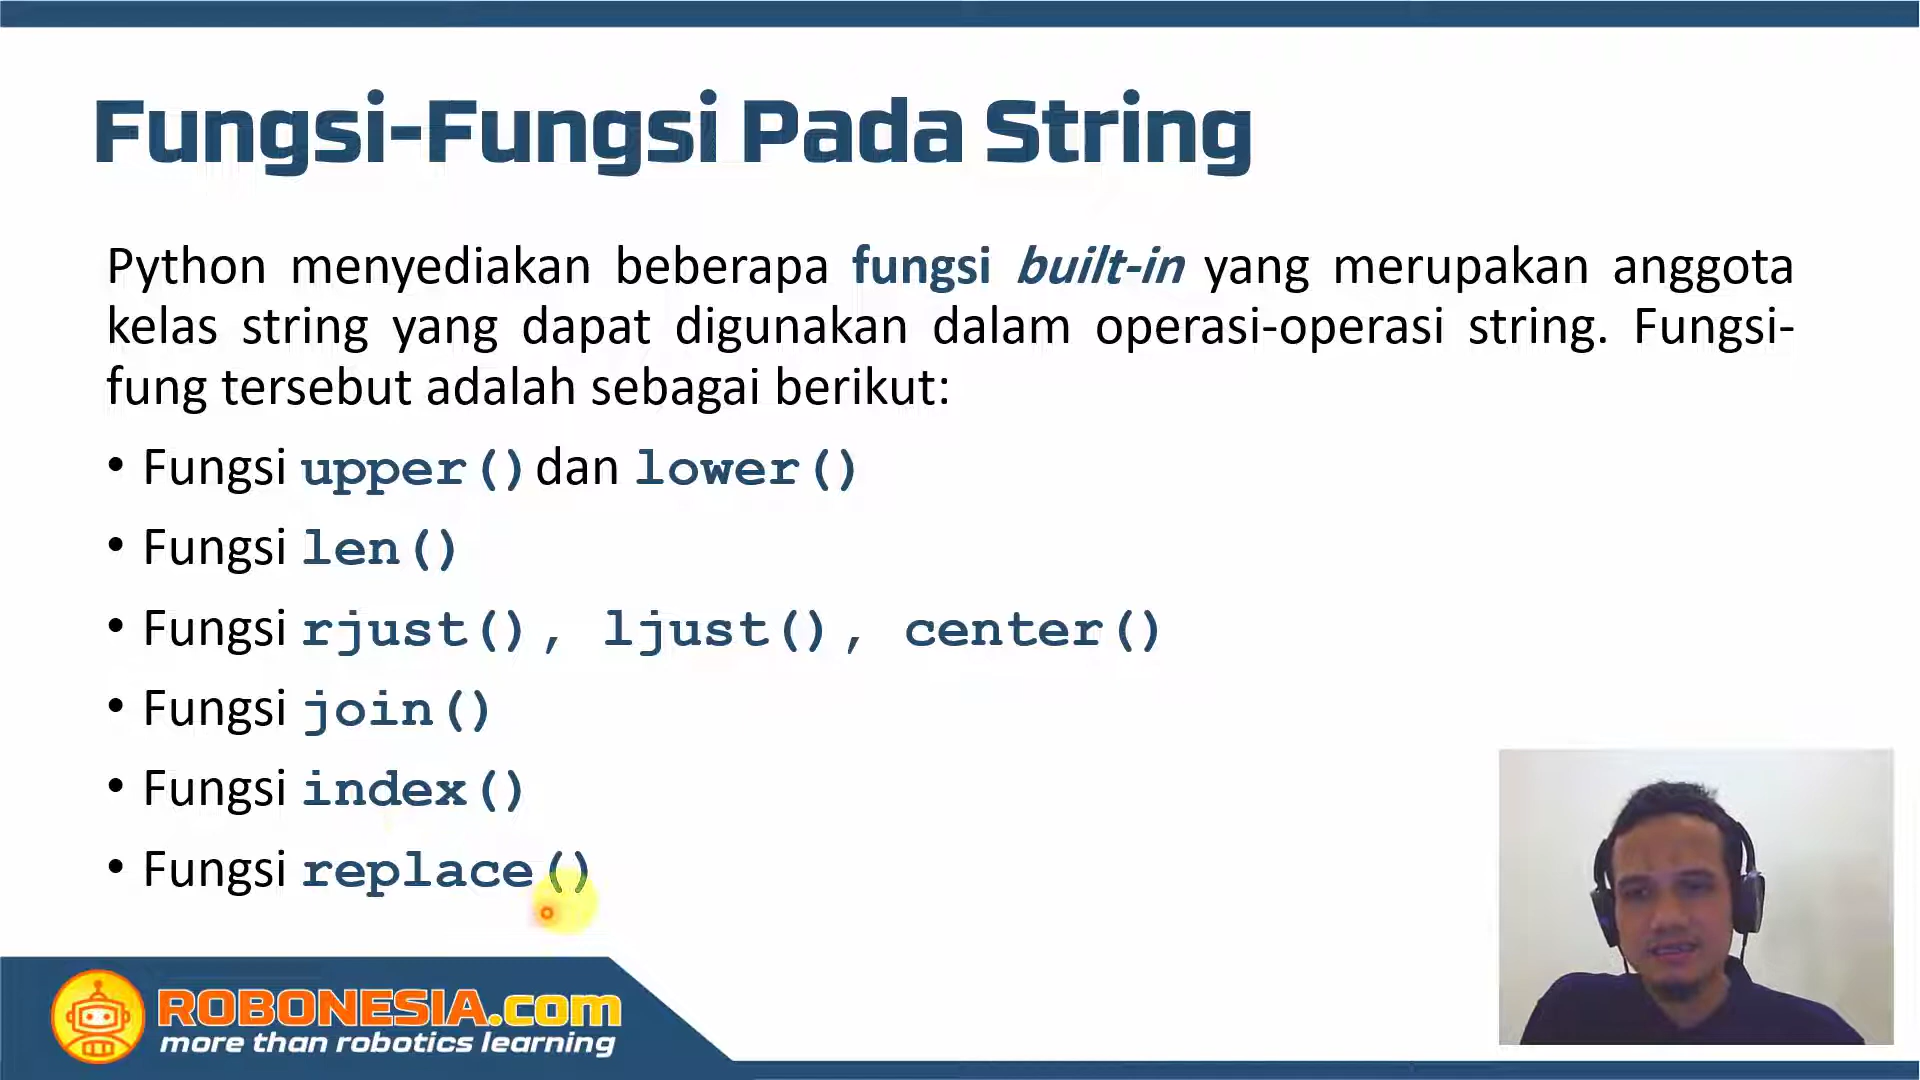 Fungsi-Fungsi Pada String
Python menyediakan beberapa fungsi built-in yang merupakan anggota
kelas string yang dapat digunakan dalam operasi-operasi string. Fungsi-
fung tersebut adalah sebagai berikut:
• Fungsi upper() dan lower()
• Fungsi len()
• Fungsi rjust(), ljust(), center()
• Fungsi join()
• Fungsi index()
• Fungsi replace()
ROBONESIA.com
more than robotics learning